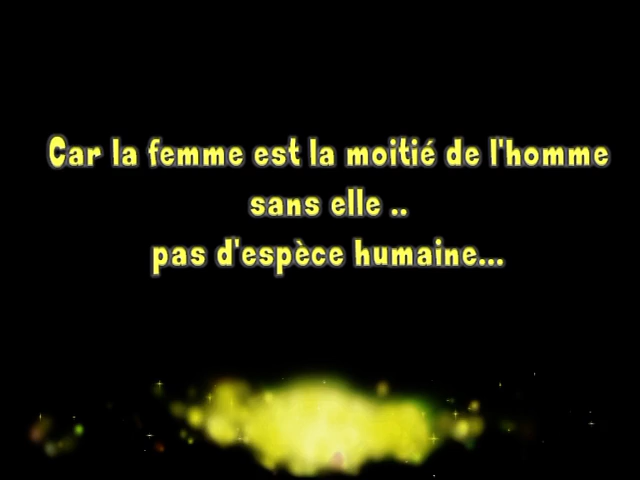 Car la femme est la moitié de l'homme
sans elle ..
pas d'espèce humaine...